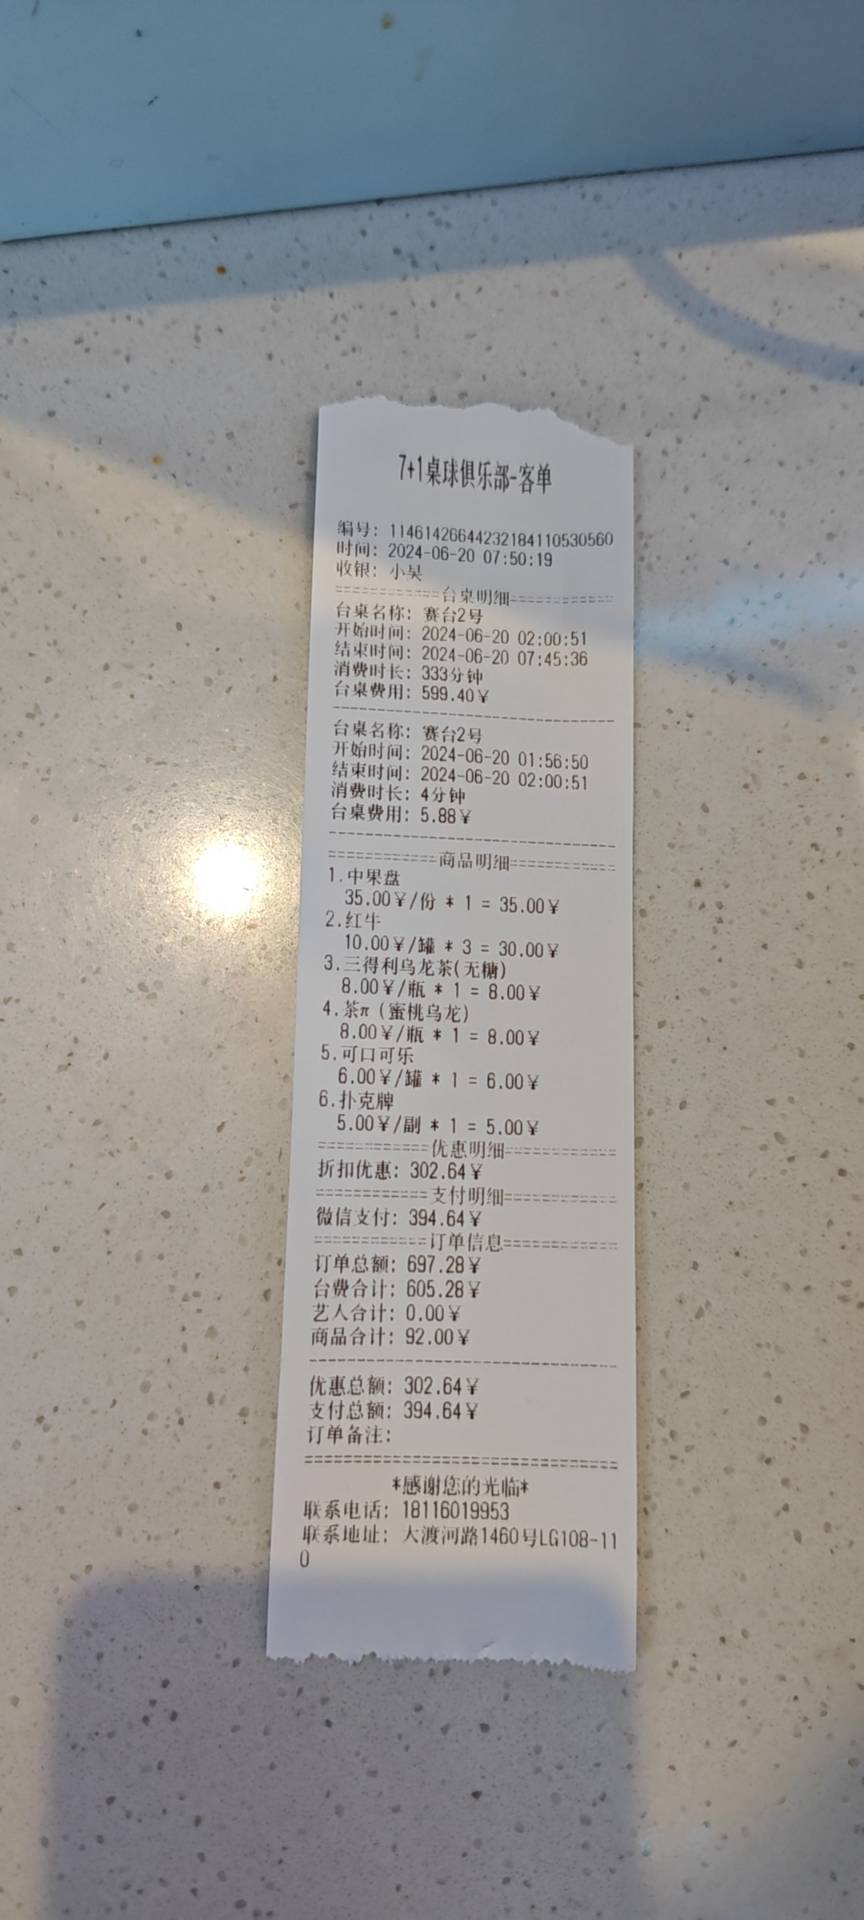 7+1桌球俱乐部-客单
编号: 11461426644232184110530560
时间: 2024-06-20 07:50:19
收银: 小吴
===========台桌明细===========
台桌名称: 赛台2号
开始时间: 2024-06-20 02:00:51
结束时间: 2024-06-20 07:45:36
消费时长: 333分钟
台桌费用: 599.40￥
--------------------------------
台桌名称: 赛台2号
开始时间: 2024-06-20 01:56:50
结束时间: 2024-06-20 02:00:51
消费时长: 4分钟
台桌费用: 5.88￥
--------------------------------
===========商品明细===========
1.中果盘
35.00￥/份 * 1 = 35.00￥
2.红牛
10.00￥/罐 * 3 = 30.00￥
3.三得利乌龙茶(无糖)
8.00￥/瓶 * 1 = 8.00￥
4.茶π (蜜桃乌龙)
8.00￥/瓶 * 1 = 8.00￥
5.可口可乐
6.00￥/罐 * 1 = 6.00￥
6.扑克牌
5.00￥/副 * 1 = 5.00￥
===========优惠明细===========
折扣优惠: 302.64￥
===========支付明细===========
微信支付: 394.64￥
===========订单信息===========
订单总额: 697.28￥
台费合计: 605.28￥
艺人合计: 0.00￥
商品合计: 92.00￥
--------------------------------
优惠总额: 302.64￥
支付总额: 394.64￥
订单备注:
================================
*感谢您的光临*
联系电话: 18116019953
联系地址: 大渡河路1460号LG108-11
0